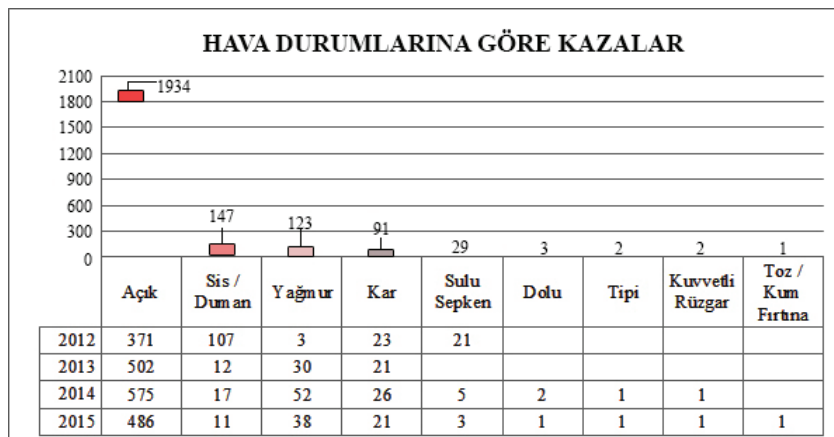 HAVA DURUMLARINA GÖRE KAZALAR
2100
1800
1500
1200
900
600
300
0
1934
147
123
91
29
3
2
2
1
Açık Sis / Duman Yağmur Kar Sulu Sepken Dolu Tipi Kuvvetli Rüzgar Toz / Kum Fırtına
2012 371 107 3 23 21
2013 502 12 30 21
2014 575 17 52 26 5 2 1 1
2015 486 11 38 21 3 1 1 1 1